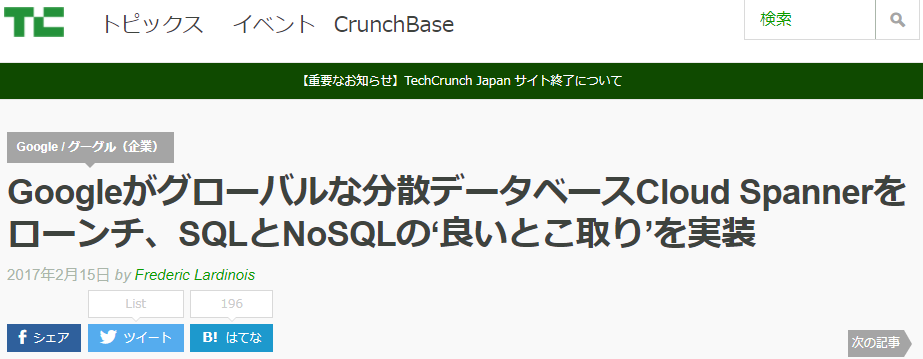 TC
トピックス イベント CrunchBase 検索
【重要なお知らせ】TechCrunch Japan サイト終了について
Google / グーグル（企業）
Googleがグローバルな分散データベースCloud Spannerを
ローンチ、SQLとNoSQLの‘良いとこ取り’を実装
2017年2月15日 by Frederic Lardinois
List 196
f シェア ツイート B! はてな
次の記事